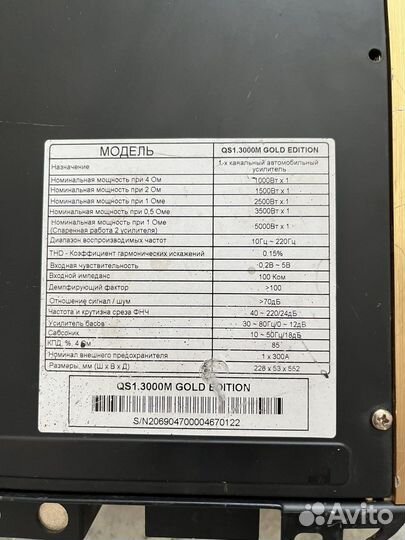 МОДЕЛЬ QS1.3000M GOLD EDITION
Назначение 1-х канальный автомобильный усилитель
Номинальная мощность при 4 Ом 1000Вт х 1
Номинальная мощность при 2 Ом 1500Вт х 1
Номинальная мощность при 1 Оме 2500Вт х 1
Номинальная мощность при 0,5 Оме 3500Вт х 1
Номинальная мощность при 1 Оме (Спаренная работа 2 усилителя) 5000Вт х 1
Диапазон воспроизводимых частот 10Гц ~ 220Гц
THD - Коэффициент гармонических искажений 0.15%
Входная чувствительность 0.2В ~ 5В
Входной импеданс 100 Ком
Демпфирующий фактор >100
Отношение сигнал / шум >70дБ
Частота и крутизна среза ФНЧ 40 ~ 220/24дБ
Усилитель басов 30 ~ 80Гц/0 ~ 12дБ
Сабсоник 10 ~ 50Гц/18дБ
КПД, %, 4 Ом 85
Номинал внешнего предохранителя 1 х 300А
Размеры, мм (Ш х В х Д) 228 х 53 х 552
QS1.3000M GOLD EDITION
S/N206904700004670122
Avito